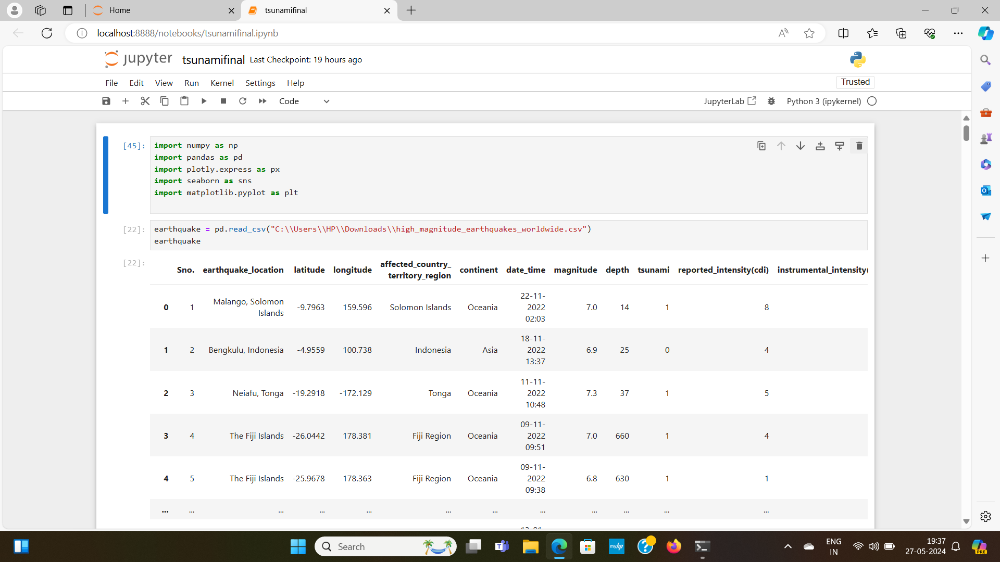 Home
tsunamifinal
localhost:8888/notebooks/tsunamifinal.ipynb
jupyter tsunamifinal Last Checkpoint: 19 hours ago
File Edit View Run Kernel Settings Help
Trusted
Code
JupyterLab
Python 3 (ipykernel)
[45]:
import numpy as np
import pandas as pd
import plotly.express as px
import seaborn as sns
import matplotlib.pyplot as plt
[22]:
earthquake = pd.read_csv("C:\\Users\\HP\\Downloads\\high_magnitude_earthquakes_worldwide.csv")
earthquake
[22]:
Sno. earthquake_location latitude longitude affected_country_ territory_region continent date_time magnitude depth tsunami reported_intensity(cdi) instrumental_intensity(
0 1 Malango, Solomon Islands -9.7963 159.596 Solomon Islands Oceania 22-11-2022 02:03 7.0 14 1 8
1 2 Bengkulu, Indonesia -4.9559 100.738 Indonesia Asia 18-11-2022 13:37 6.9 25 0 4
2 3 Neiafu, Tonga -19.2918 -172.129 Tonga Oceania 11-11-2022 10:48 7.3 37 1 5
3 4 The Fiji Islands -26.0442 178.381 Fiji Region Oceania 09-11-2022 09:51 7.0 660 1 4
4 5 The Fiji Islands -25.9678 178.363 Fiji Region Oceania 09-11-2022 09:38 6.8 630 1 1
... ... ... ... ... ... ... ... ... ... ... ...
Search
myhp
ENG
IN
19:37
27-05-2024
PRE